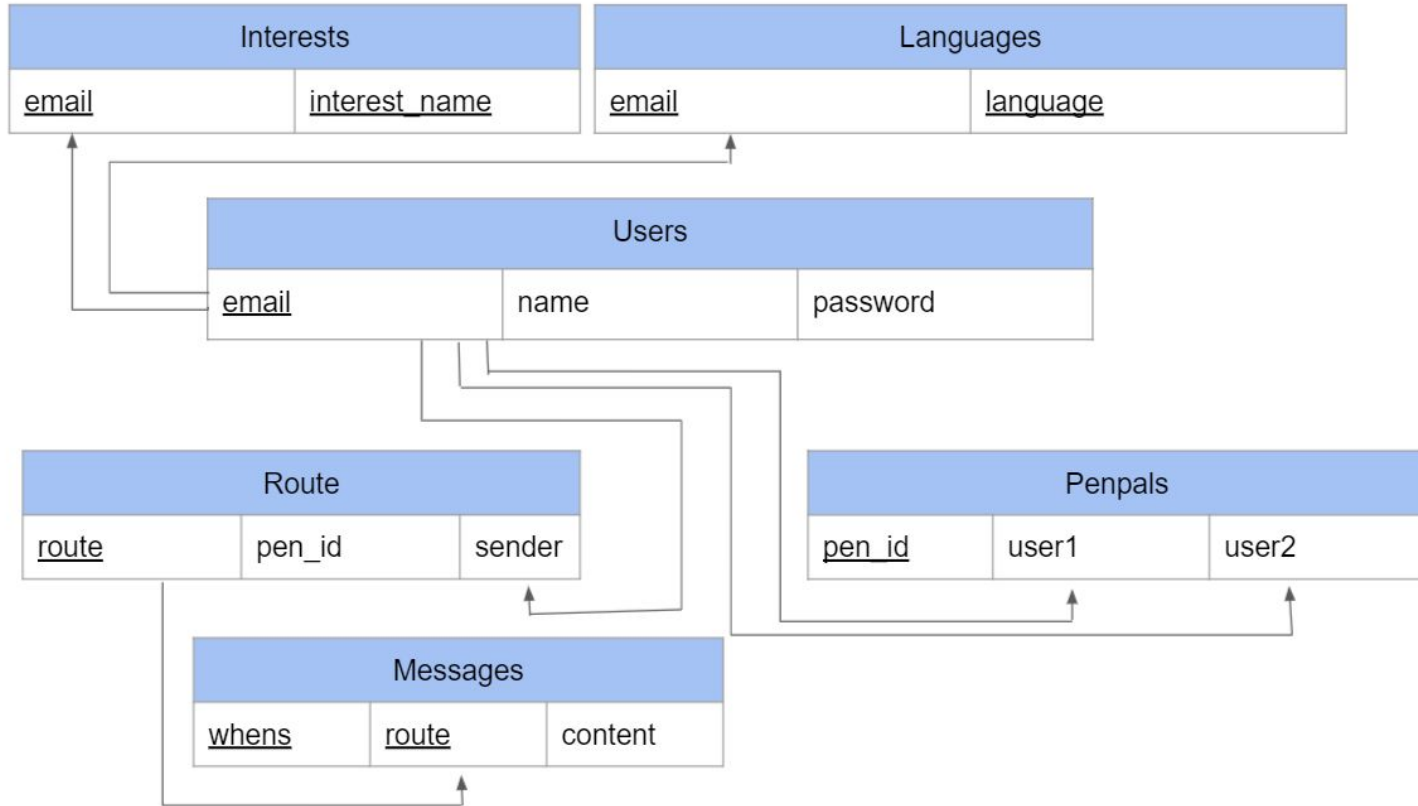 Interests
email interest_name
Languages
email language
Users
email name password
Route
route pen_id sender
Penpals
pen_id user1 user2
Messages
whens route content